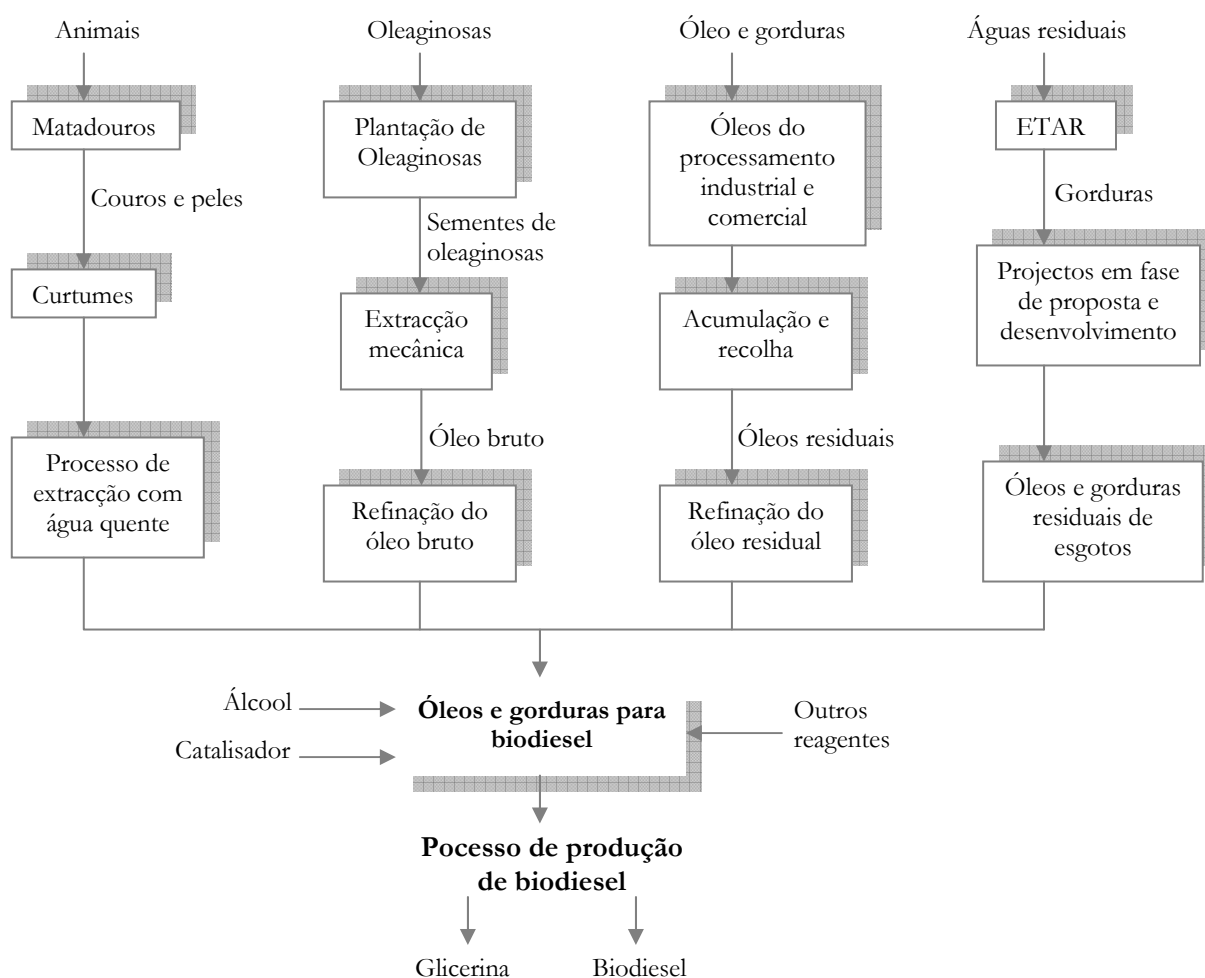 Animais
Oleaginosas
Óleo e gorduras
Águas residuais
Matadouros
Plantação de
Oleaginosas
Óleos do
processamento
industrial e
comercial
ETAR
Couros e peles
Sementes de
oleaginosas
Gorduras
Curtumes
Extracção
mecânica
Acumulação e
recolha
Projectos em fase
de proposta e
desenvolvimento
Óleo bruto
Óleos residuais
Processo de
extracção com
água quente
Refinação do
óleo bruto
Refinação do
óleo residual
Óleos e gorduras
residuais de
esgotos
Álcool
Catalisador
Óleos e gorduras para
biodiesel
Outros
reagentes
Pocesso de produção
de biodiesel
Glicerina
Biodiesel